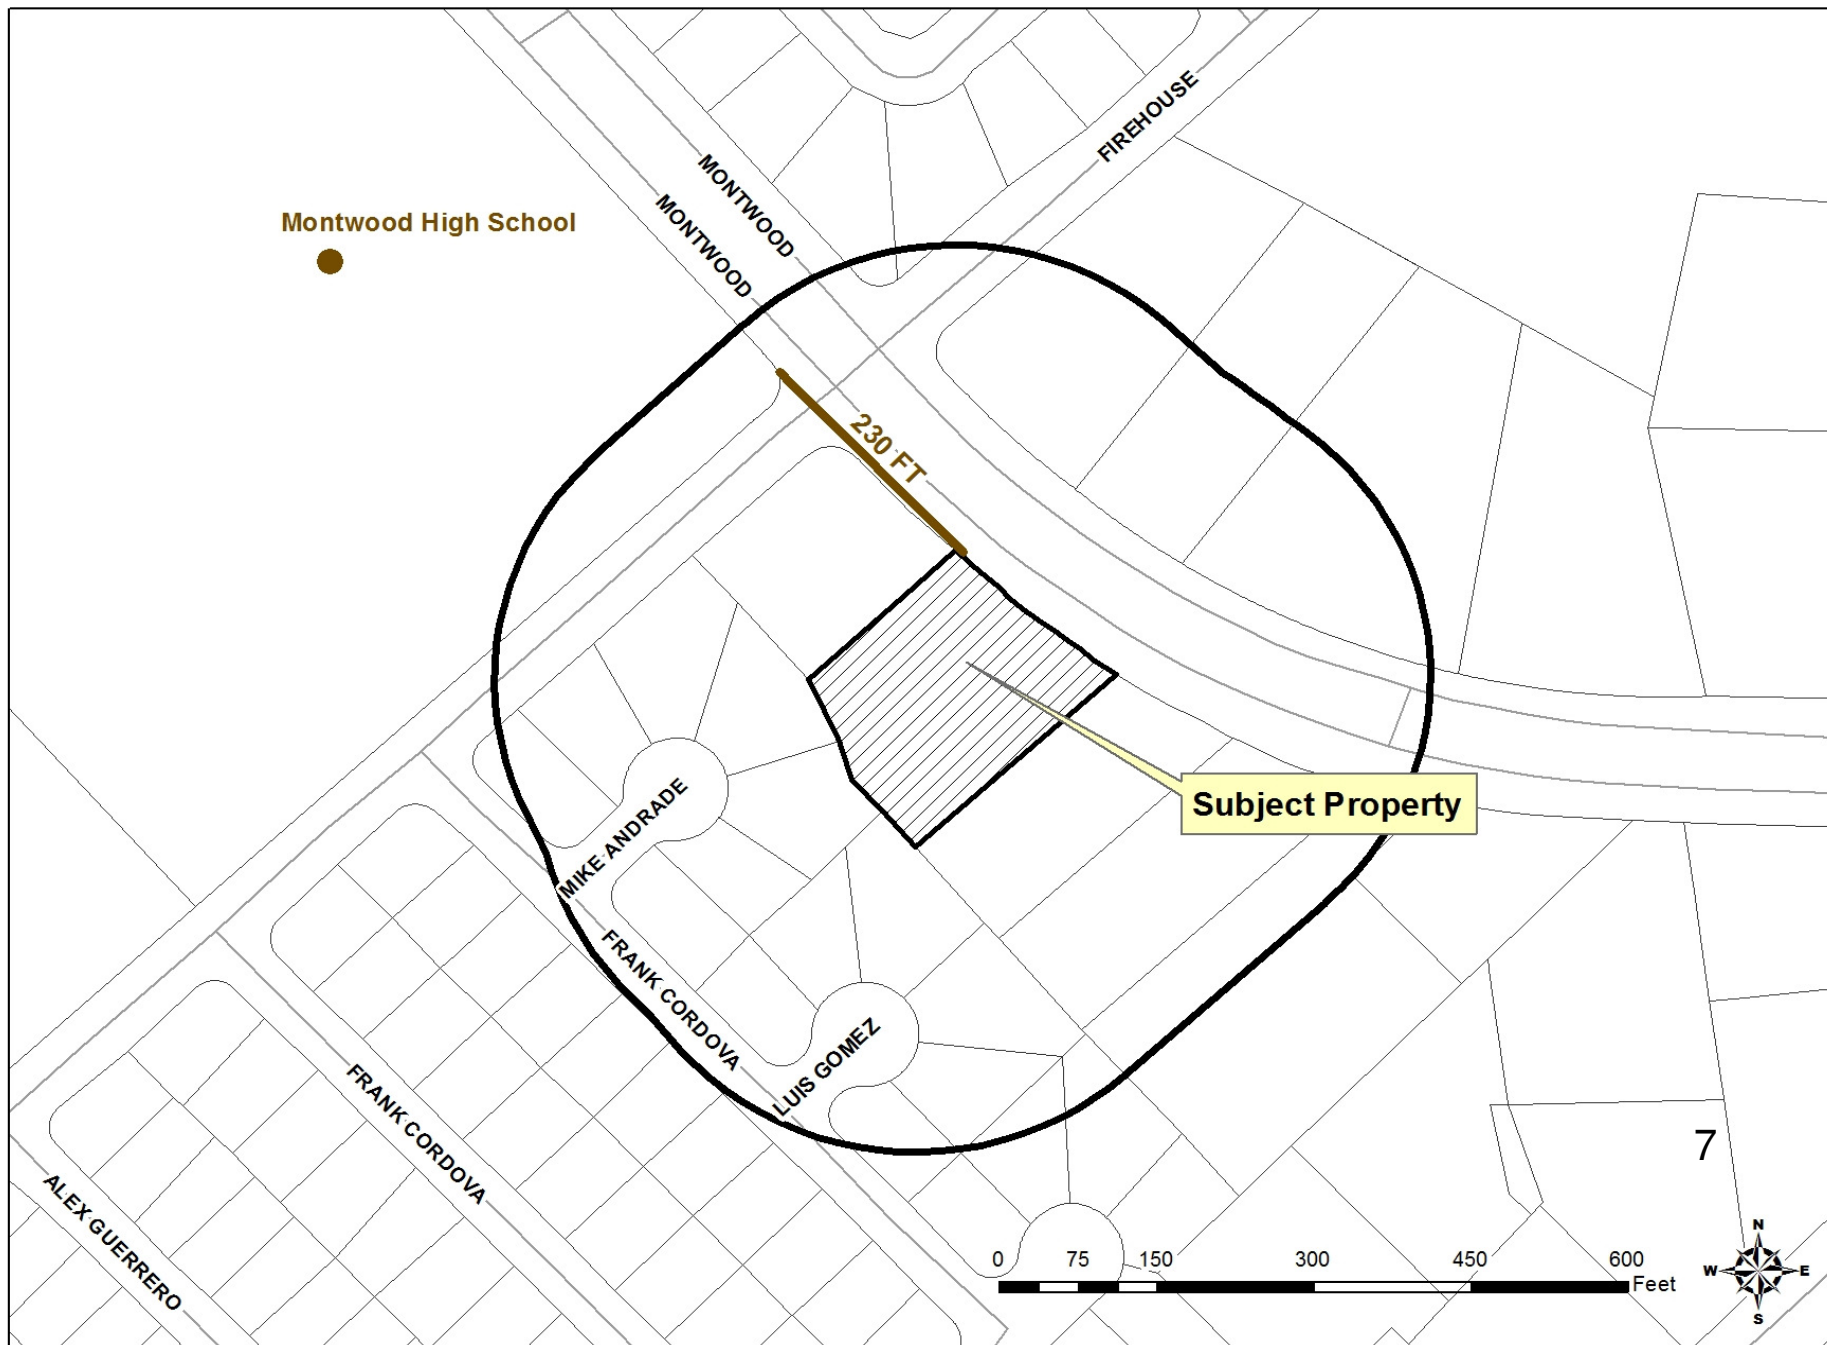 FIREHOUSE
MONTWOOD
MONTWOOD
Montwood High School
230 FT
Subject Property
MIKE ANDRADE
FRANK CORDOVA
LUIS GOMEZ
FRANK CORDOVA
ALEX GUERRERO
7
N
W E
S
0 75 150 300 450 600
Feet